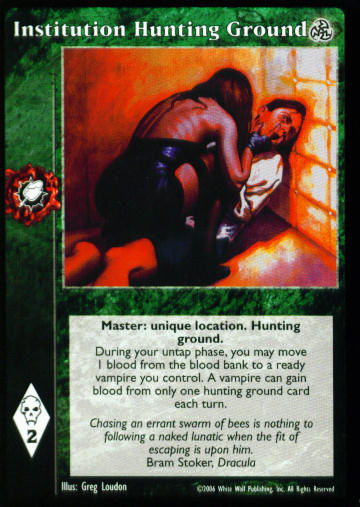 Institution Hunting Ground
Master: unique location. Hunting
ground.
During your untap phase, you may move
1 blood from the blood bank to a ready
vampire you control. A vampire can gain
blood from only one hunting ground card
each turn.
Chasing an errant swarm of bees is nothing to
following a naked lunatic when the fit of
escaping is upon him.
Bram Stoker, Dracula
2
Illus: Greg Loudon
©2006 White Wolf Publishing, Inc. All Rights Reserved